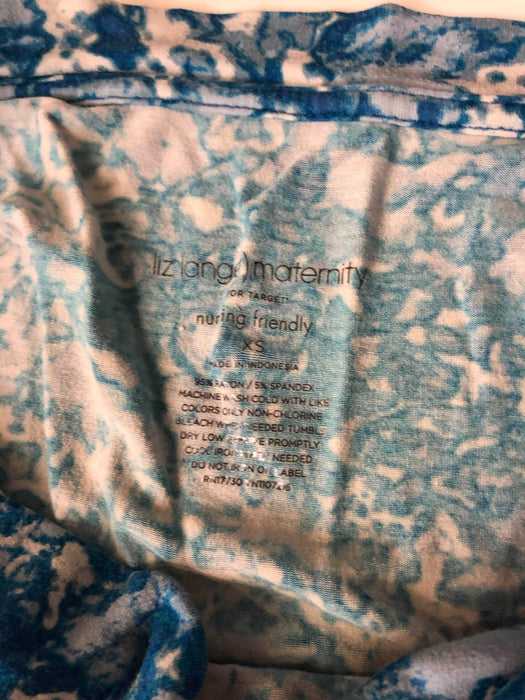 liz lange) maternity
FOR TARGET®
nursing friendly
XS
MADE IN INDONESIA
95% RAYON / 5% SPANDEX
MACHINE WASH COLD WITH LIKE
COLORS ONLY NON-CHLORINE
BLEACH WHEN NEEDED TUMBLE
DRY LOW REMOVE PROMPTLY
COOL IRON WHEN NEEDED
DO NOT IRON ON LABEL